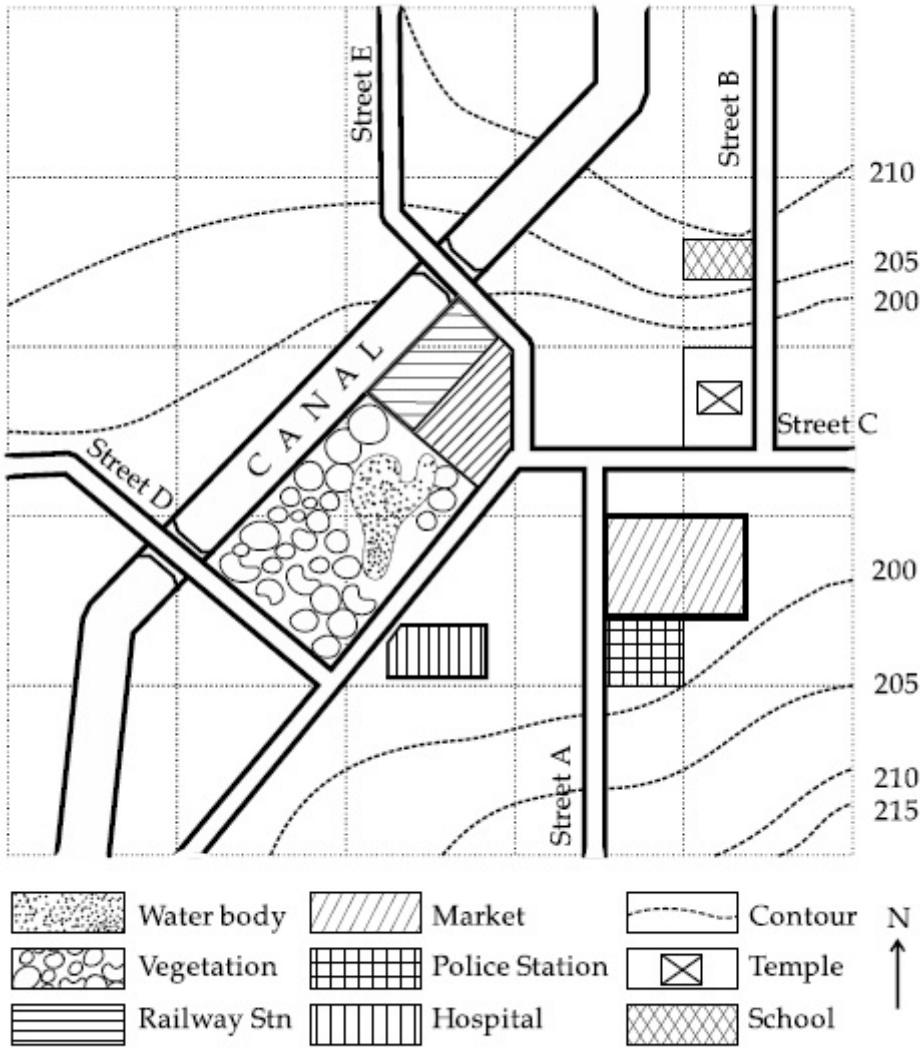 Street E
Street B
210
205
200
CANAL
Street C
Street D
200
205
210
215
Street A
Water body
Market
Contour
N
Vegetation
Police Station
Temple
Railway Stn
Hospital
School